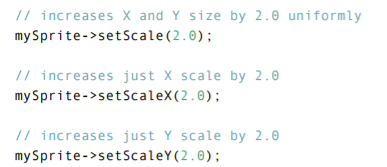 // increases X and Y size by 2.0 uniformly
mySprite->setScale(2.0);
// increases just X scale by 2.0
mySprite->setScaleX(2.0);
// increases just Y scale by 2.0
mySprite->setScaleY(2.0);